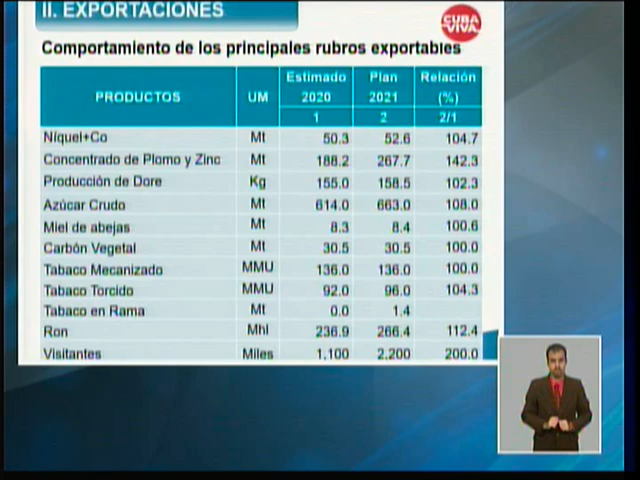 II. EXPORTACIONES
CUBA
VIVA
Comportamiento de los principales rubros exportables
PRODUCTOS UM Estimado 2020 Plan 2021 Relación (%)
1 2 2/1
Níquel+Co Mt 50.3 52.6 104.7
Concentrado de Plomo y Zinc Mt 188.2 267.7 142.3
Producción de Dore Kg 155.0 158.5 102.3
Azúcar Crudo Mt 614.0 663.0 108.0
Miel de abejas Mt 8.3 8.4 100.6
Carbón Vegetal Mt 30.5 30.5 100.0
Tabaco Mecanizado MMU 136.0 136.0 100.0
Tabaco Torcido MMU 92.0 96.0 104.3
Tabaco en Rama Mt 0.0 1.4
Ron Mhl 236.9 266.4 112.4
Visitantes Miles 1,100 2,200 200.0